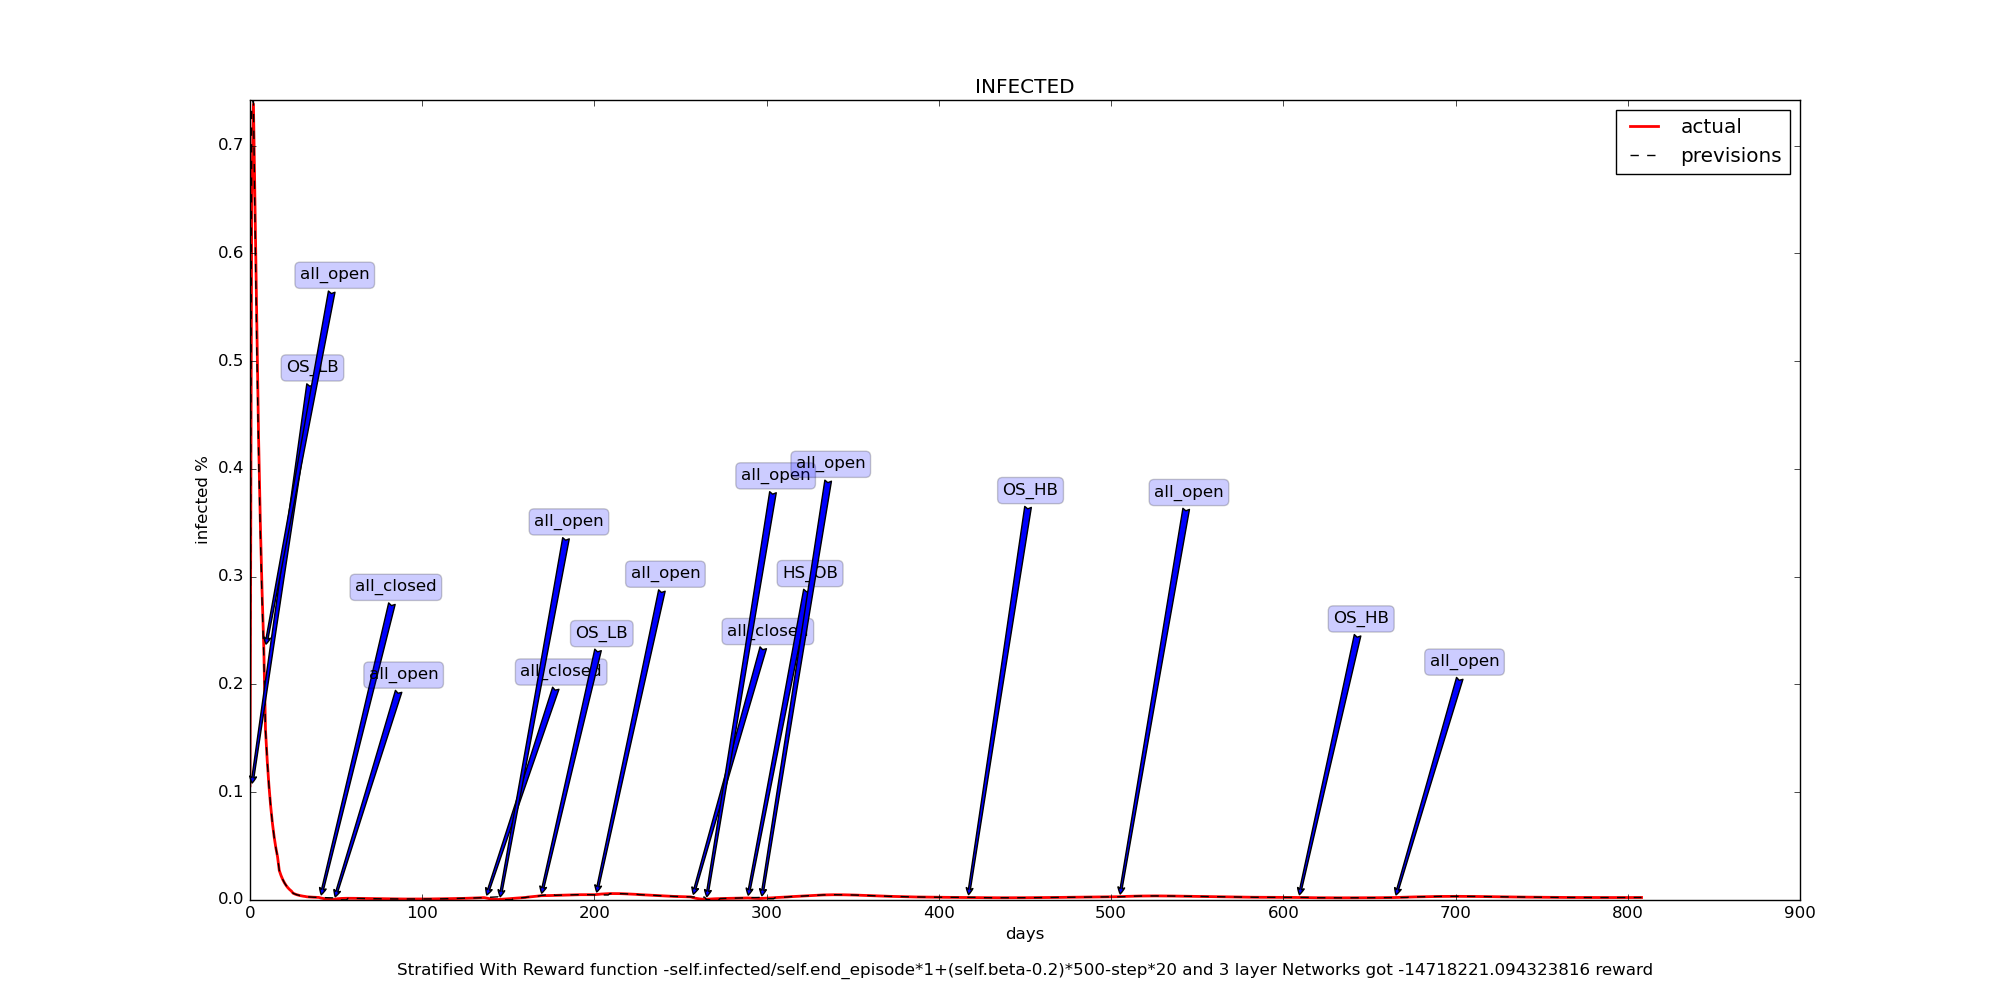 INFECTED
actual
previsions
0.7
0.6
0.5
0.4
0.3
0.2
0.1
0.0
infected %
all_open
OS_LB
all_closed
all_open
all_open
all_closed
OS_LB
all_open
all_open
all_open
HS_OB
all_closed
OS_HB
all_open
OS_HB
all_open
0 100 200 300 400 500 600 700 800 900
days
Stratified With Reward function -self.infected/self.end_episode*1+(self.beta-0.2)*500-step*20 and 3 layer Networks got -14718221.094323816 reward